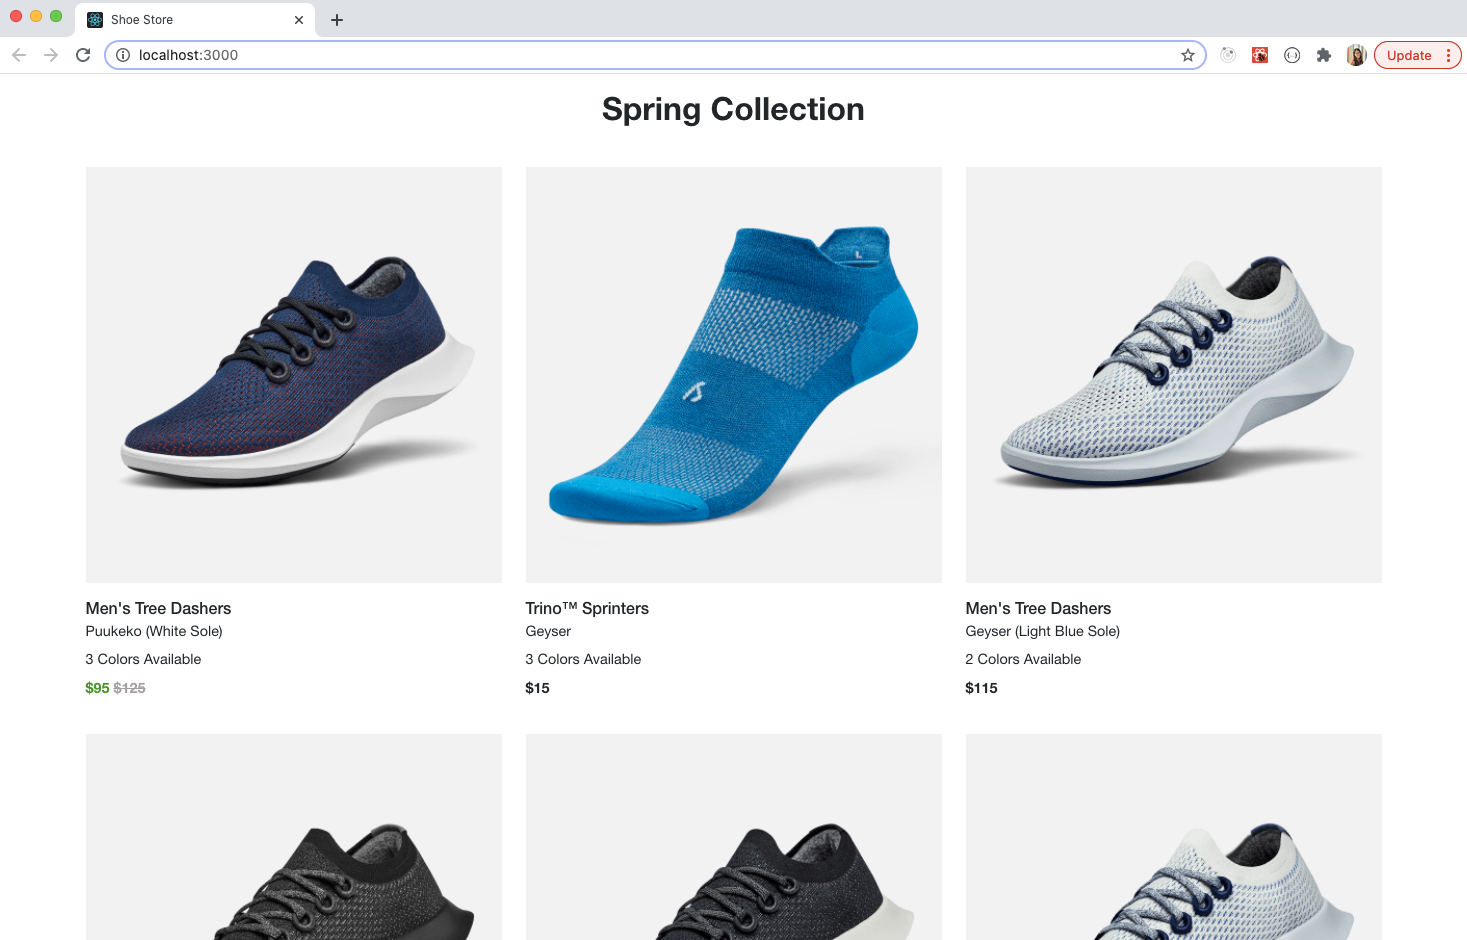 Shoe Store
localhost:3000
Update
Spring Collection
L
Men's Tree Dashers
Puukeko (White Sole)
3 Colors Available
$95 $125
Trino™ Sprinters
Geyser
3 Colors Available
$15
Men's Tree Dashers
Geyser (Light Blue Sole)
2 Colors Available
$115